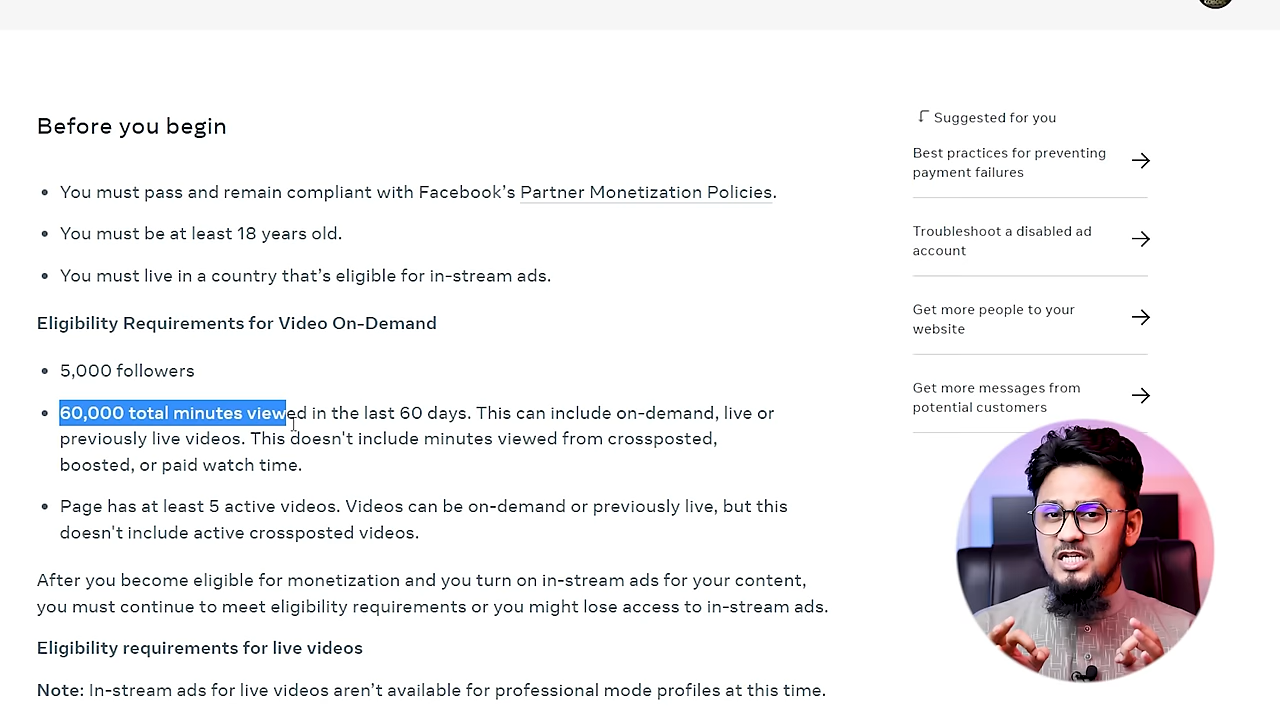 Before you begin
You must pass and remain compliant with Facebook’s Partner Monetization Policies.
You must be at least 18 years old.
You must live in a country that’s eligible for in-stream ads.
Eligibility Requirements for Video On-Demand
5,000 followers
60,000 total minutes viewed in the last 60 days. This can include on-demand, live or
previously live videos. This doesn't include minutes viewed from crossposted,
boosted, or paid watch time.
Page has at least 5 active videos. Videos can be on-demand or previously live, but this
doesn't include active crossposted videos.
After you become eligible for monetization and you turn on in-stream ads for your content,
you must continue to meet eligibility requirements or you might lose access to in-stream ads.
Eligibility requirements for live videos
Note: In-stream ads for live videos aren’t available for professional mode profiles at this time.
Suggested for you
Best practices for preventing
payment failures
Troubleshoot a disabled ad
account
Get more people to your
website
Get more messages from
potential customers